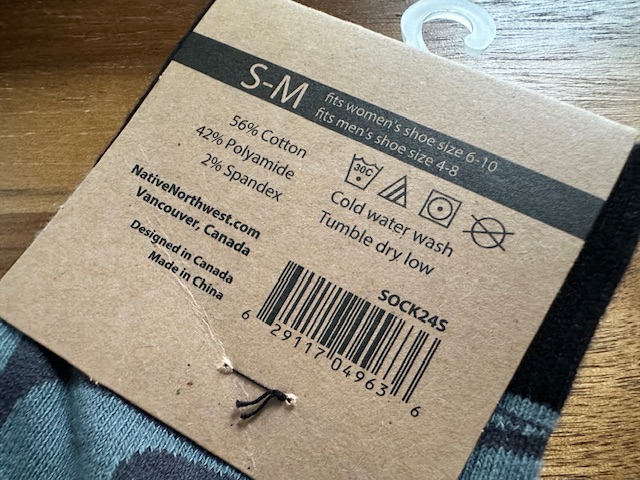 S-M
fits women's shoe size 6-10
fits men's shoe size 4-8
56% Cotton
42% Polyamide
2% Spandex
30C
Cold water wash
Tumble dry low
NativeNorthwest.com
Vancouver, Canada
Designed in Canada
Made in China
SOCK24S
6 29117 04963 6